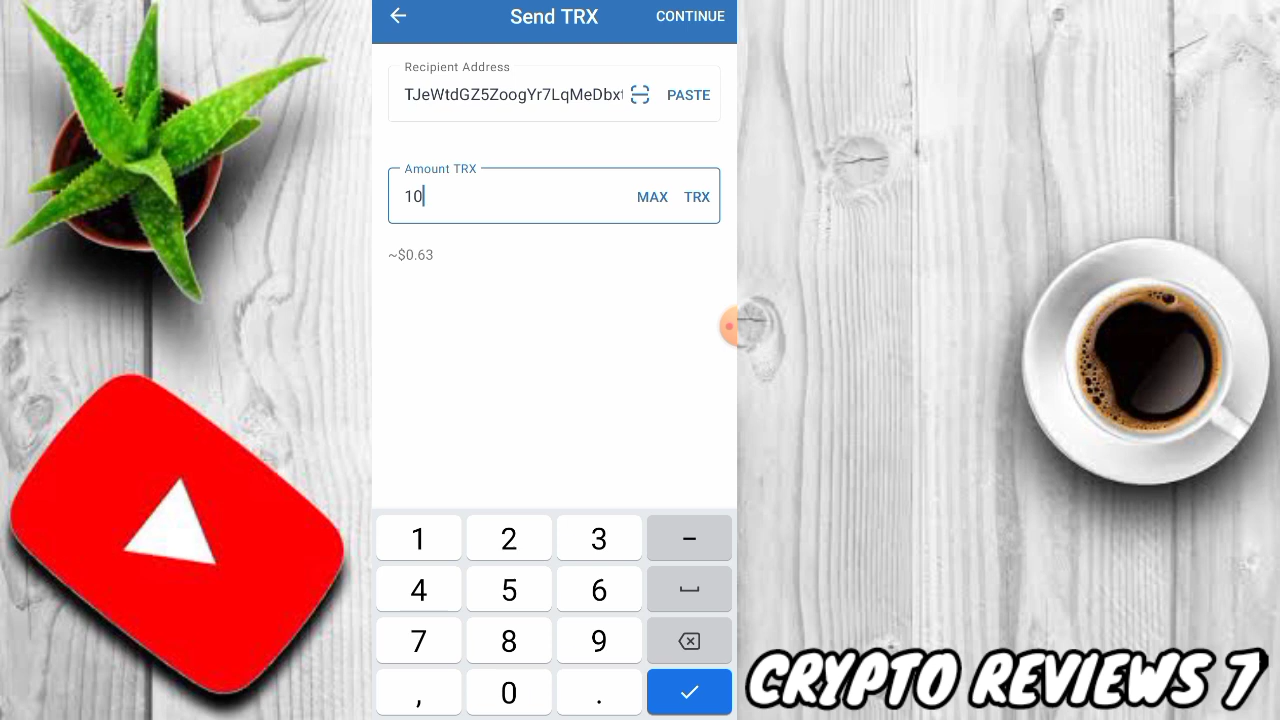 Send TRX CONTINUE
Recipient Address
TJeWtdGZ5ZoogYr7LqMeDbxt PASTE
Amount TRX
10 MAX TRX
~$0.63
1 2 3 –
4 5 6
7 8 9
, 0 .
CRYPTO REVIEWS 7